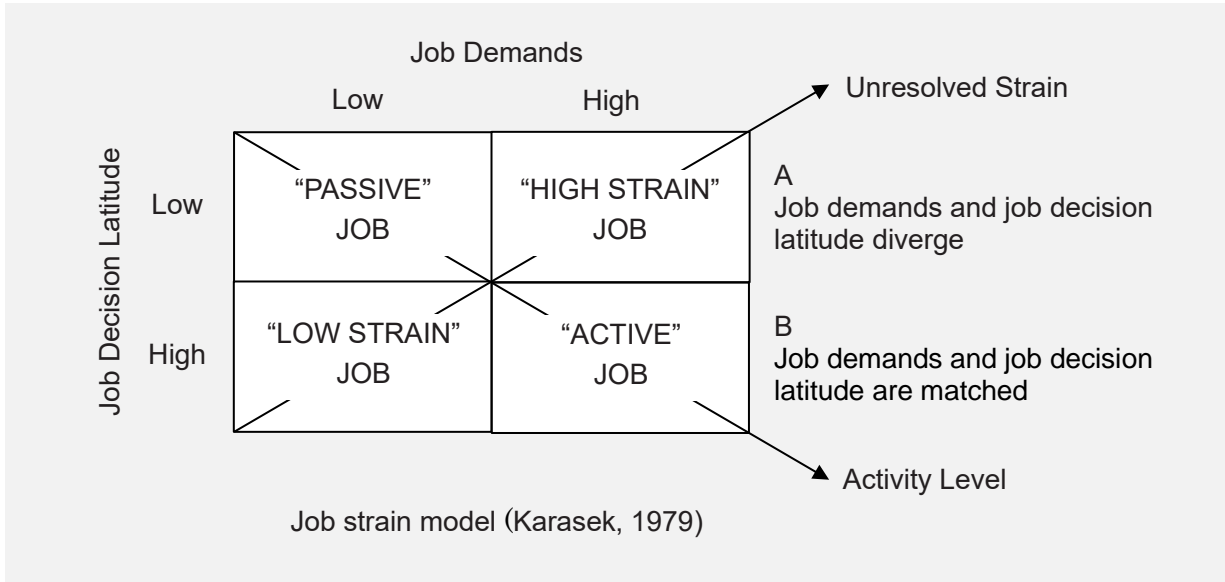 Job Demands
Low
High
Unresolved Strain
Job Decision Latitude
Low
“PASSIVE”
JOB
“HIGH STRAIN”
JOB
A
Job demands and job decision
latitude diverge
High
“LOW STRAIN”
JOB
“ACTIVE”
JOB
B
Job demands and job decision
latitude are matched
Activity Level
Job strain model (Karasek, 1979)